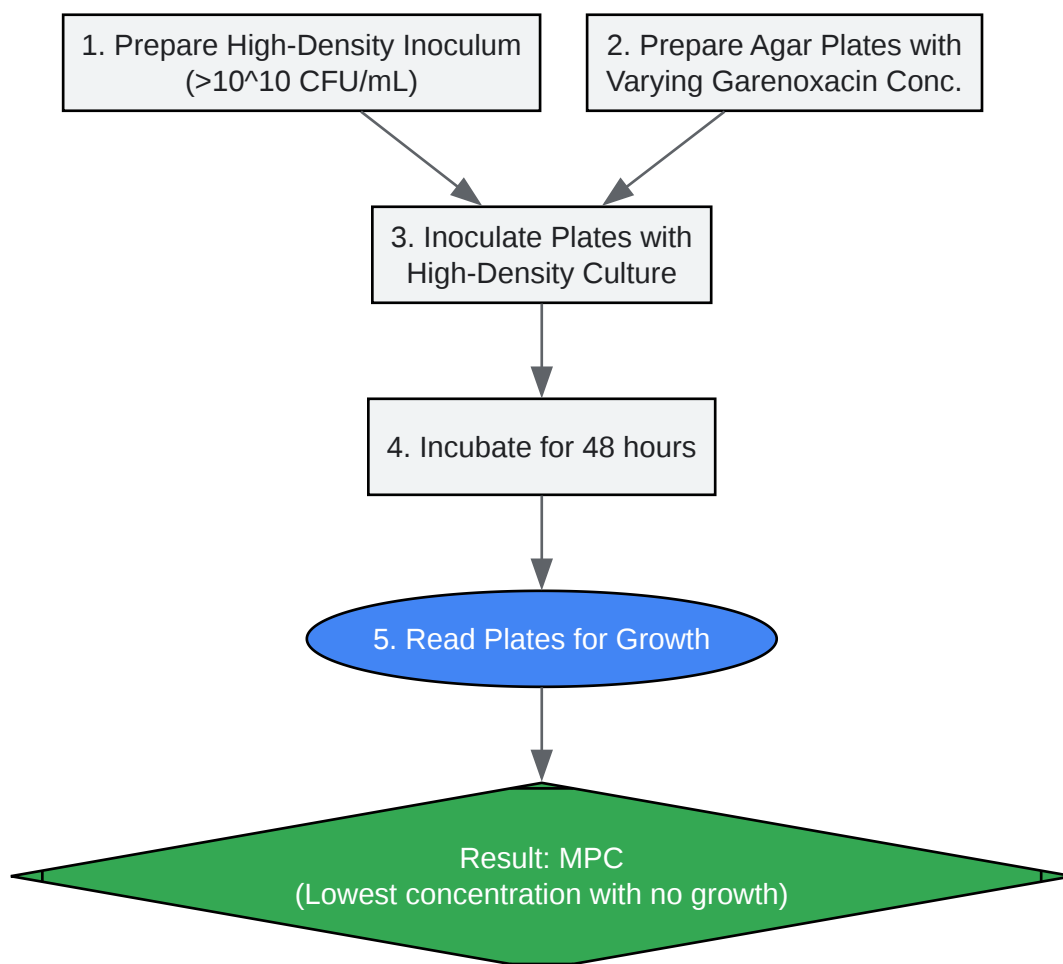 1. Prepare High-Density Inoculum
(>10^10 CFU/mL)
2. Prepare Agar Plates with
Varying Garenoxacin Conc.
3. Inoculate Plates with
High-Density Culture
4. Incubate for 48 hours
5. Read Plates for Growth
Result: MPC
(Lowest concentration with no growth)